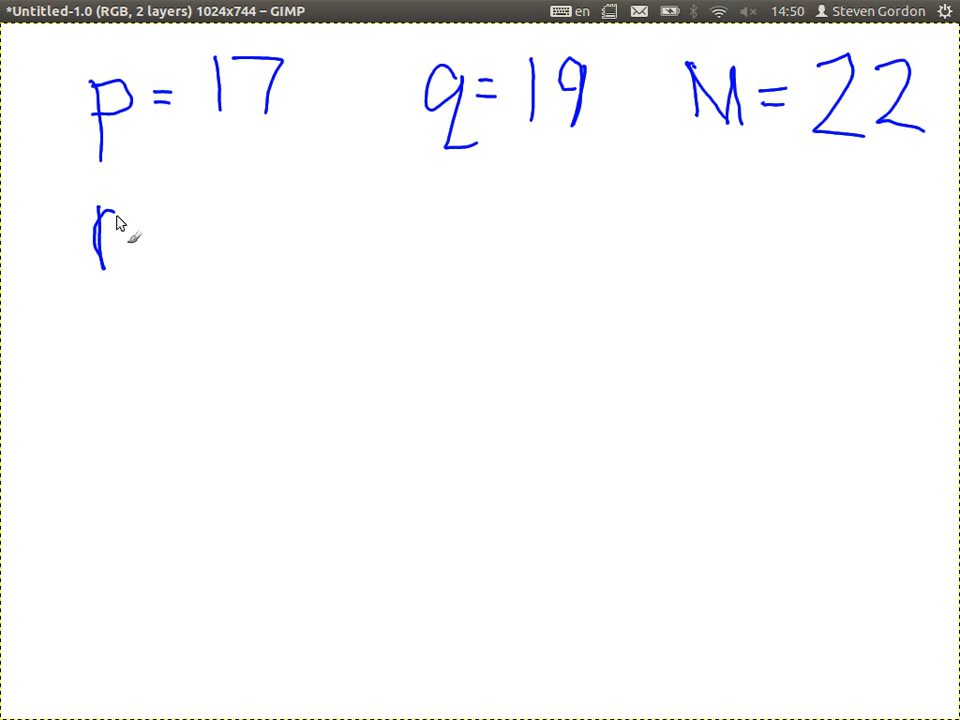 *Untitled-1.0 (RGB, 2 layers) 1024x744 – GIMP en 14:50 Steven Gordon
p = 17 q = 19 M = 22